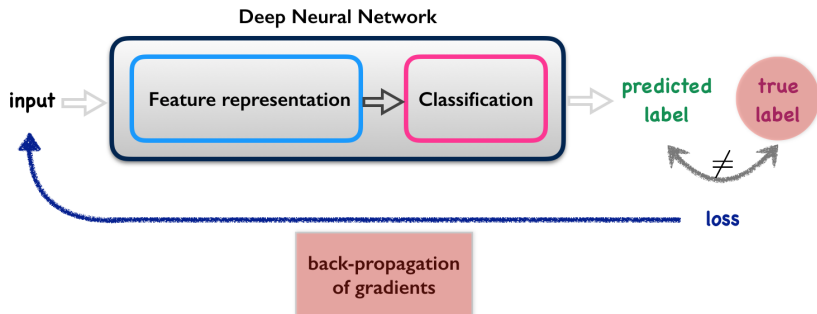 Deep Neural Network
input
Feature representation
Classification
predicted
label
true
label
≠
loss
back-propagation
of gradients